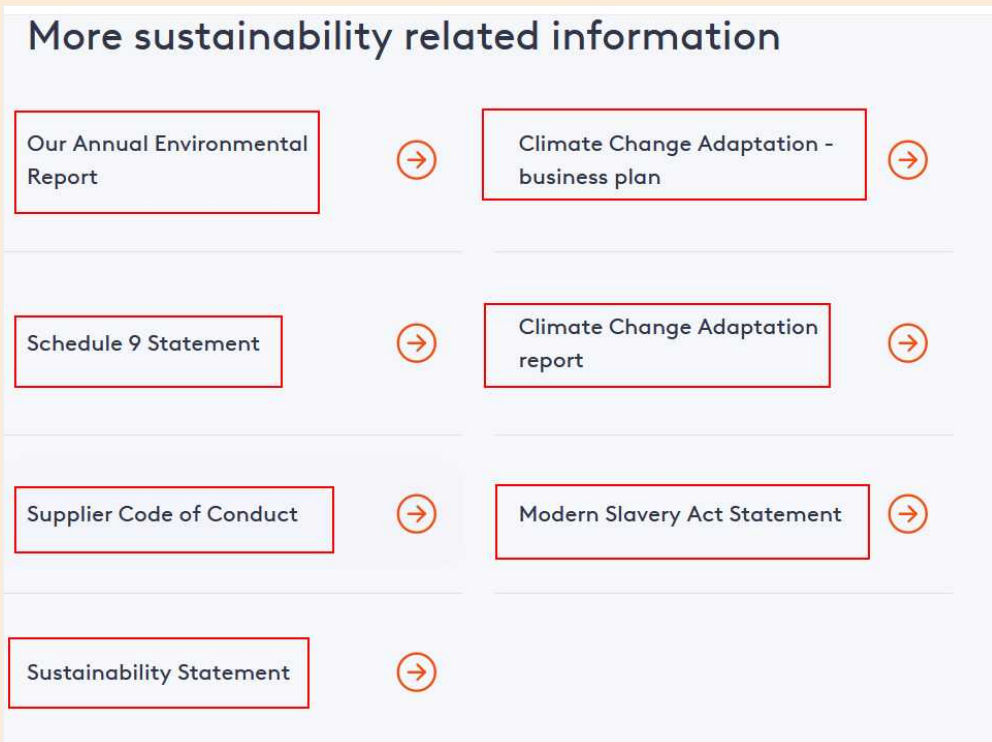 More sustainability related information
Our Annual Environmental
Report
Climate Change Adaptation -
business plan
Schedule 9 Statement
Climate Change Adaptation
report
Supplier Code of Conduct
Modern Slavery Act Statement
Sustainability Statement